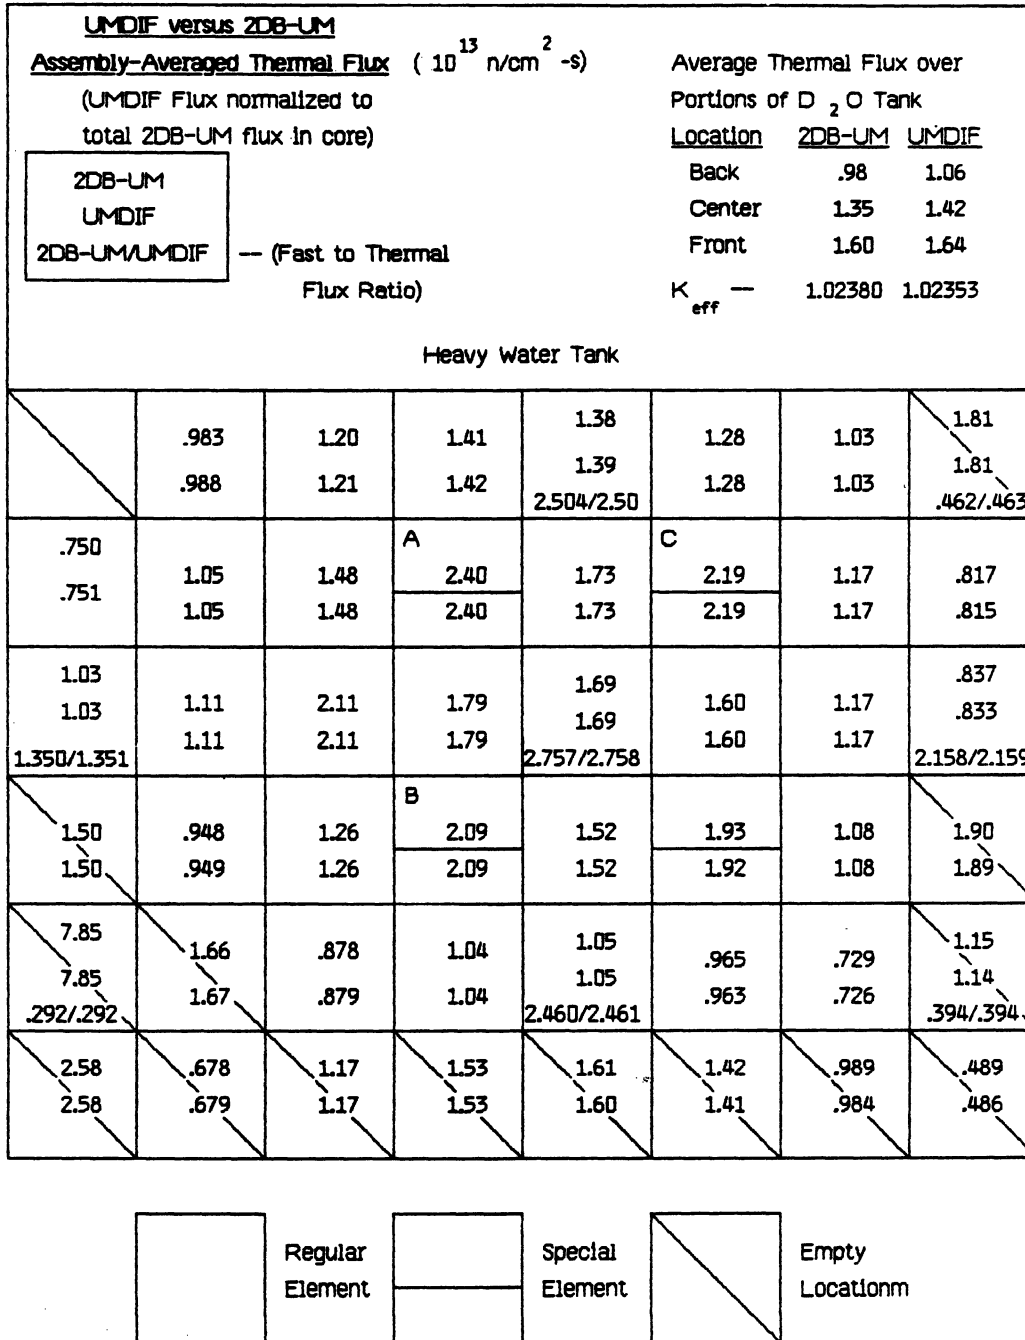 UMDIF versus 2DB-UM
Assembly-Averaged Thermal Flux ( 10^13 n/cm^2 -s)
(UMDIF Flux normalized to
total 2DB-UM flux in core)
2DB-UM
UMDIF
2DB-UM/UMDIF -- (Fast to Thermal
Flux Ratio)
Average Thermal Flux over
Portions of D_2O Tank
Location 2DB-UM UMDIF
Back .98 1.06
Center 1.35 1.42
Front 1.60 1.64
K_eff -- 1.02380 1.02353
Heavy Water Tank
.983 1.20 1.41 1.38 1.28 1.03 1.81
.988 1.21 1.42 1.39 1.28 1.03 1.81
2.504/2.50 .462/.463
A C
.750 1.05 1.48 2.40 1.73 2.19 1.17 .817
.751 1.05 1.48 2.40 1.73 2.19 1.17 .815
1.03 1.11 2.11 1.79 1.69 1.60 1.17 .837
1.03 1.11 2.11 1.79 1.69 1.60 1.17 .833
1.350/1.351 2.757/2.758 2.158/2.159
B
1.50 .948 1.26 2.09 1.52 1.93 1.08 1.90
1.50 .949 1.26 2.09 1.52 1.92 1.08 1.89
7.85 1.66 .878 1.04 1.05 .965 .729 1.15
7.85 1.67 .879 1.04 1.05 .963 .726 1.14
.292/.292 2.460/2.461 .394/.394
2.58 .678 1.17 1.53 1.61 1.42 .989 .489
2.58 .679 1.17 1.53 1.60 1.41 .984 .486
Regular
Element
Special
Element
Empty
Locationm